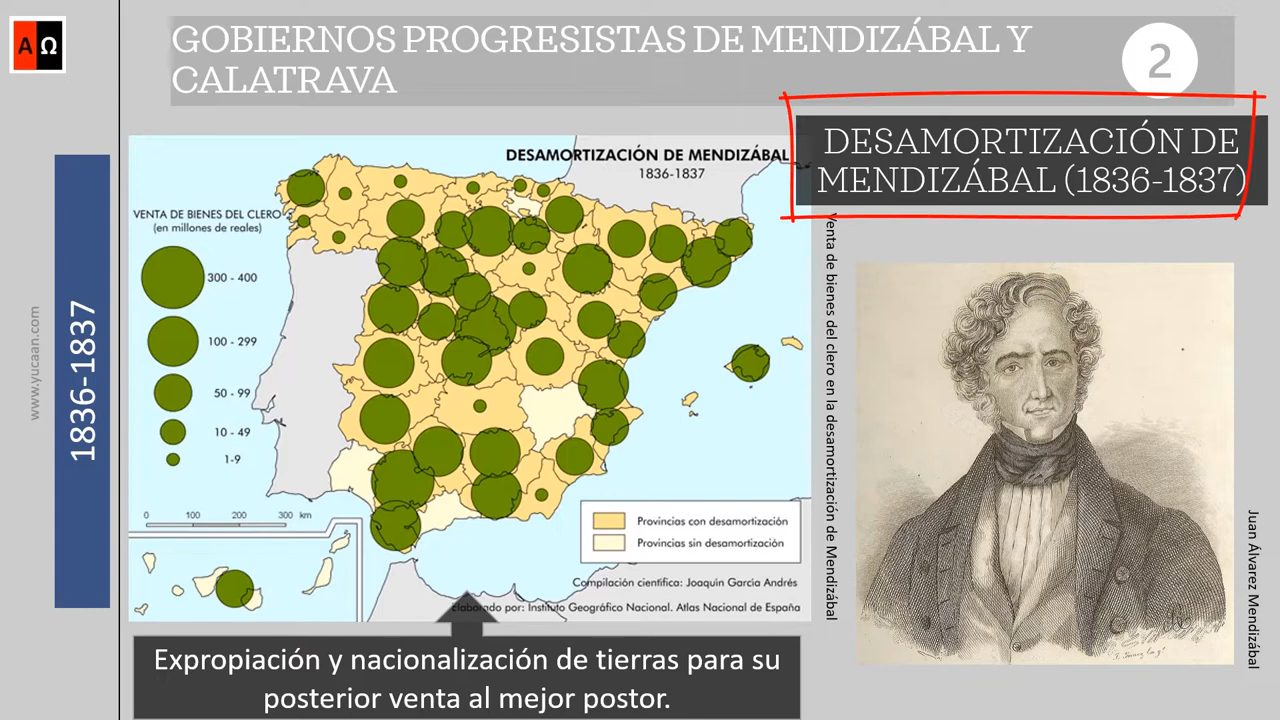 A Ω
GOBIERNOS PROGRESISTAS DE MENDIZÁBAL Y
CALATRAVA
2
DESAMORTIZACIÓN DE
MENDIZÁBAL (1836-1837)
www.yucaan.com
1836-1837
DESAMORTIZACIÓN DE MENDIZÁBAL
1836-1837
VENTA DE BIENES DEL CLERO
(en millones de reales)
300 - 400
100 - 299
50 - 99
10 - 49
1-9
0 100 200 300 km
Provincias con desamortización
Provincias sin desamortización
Compilación científica: Joaquín García Andrés
Elaborado por: Instituto Geográfico Nacional. Atlas Nacional de España
Venta de bienes del clero en la desamortización de Mendizábal
Juan Álvarez Mendizábal
Expropiación y nacionalización de tierras para su
posterior venta al mejor postor.